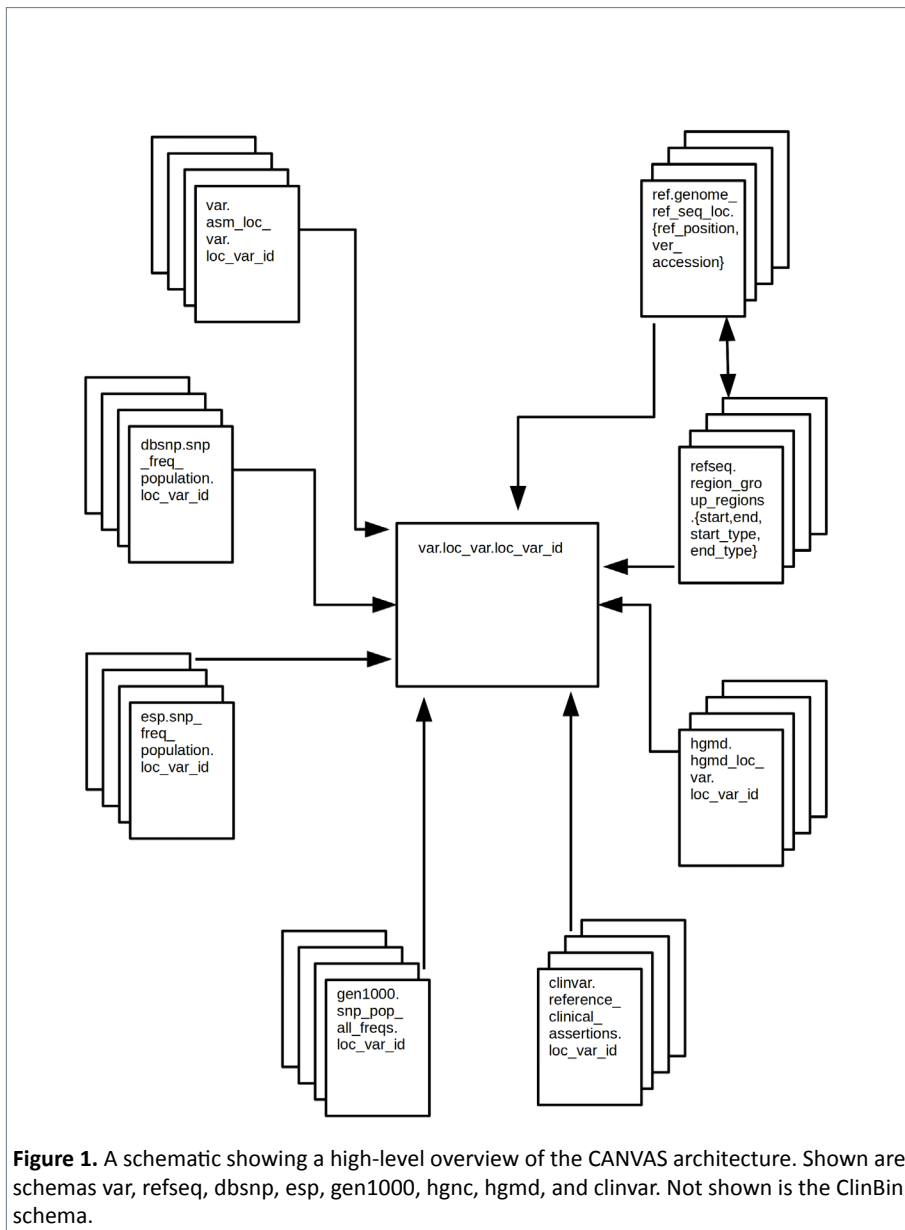 var.
asm_loc_
var.
loc_var_id
ref.genome_
ref_seq_loc.
{ref_position,
ver_
accession}
dbsnp.snp
_freq_
population.
loc_var_id
refseq.
region_gro
up_regions
.{start,end,
start_type,
end_type}
var.loc_var.loc_var_id
esp.snp_
freq_
population.
loc_var_id
hgmd.
hgmd_loc_
var.
loc_var_id
gen1000.
snp_pop_
all_freqs.
loc_var_id
clinvar.
reference_
clinical_
assertions.
loc_var_id
Figure 1. A schematic showing a high-level overview of the CANVAS architecture. Shown are
schemas var, refseq, dbsnp, esp, gen1000, hgnc, hgmd, and clinvar. Not shown is the ClinBin
schema.